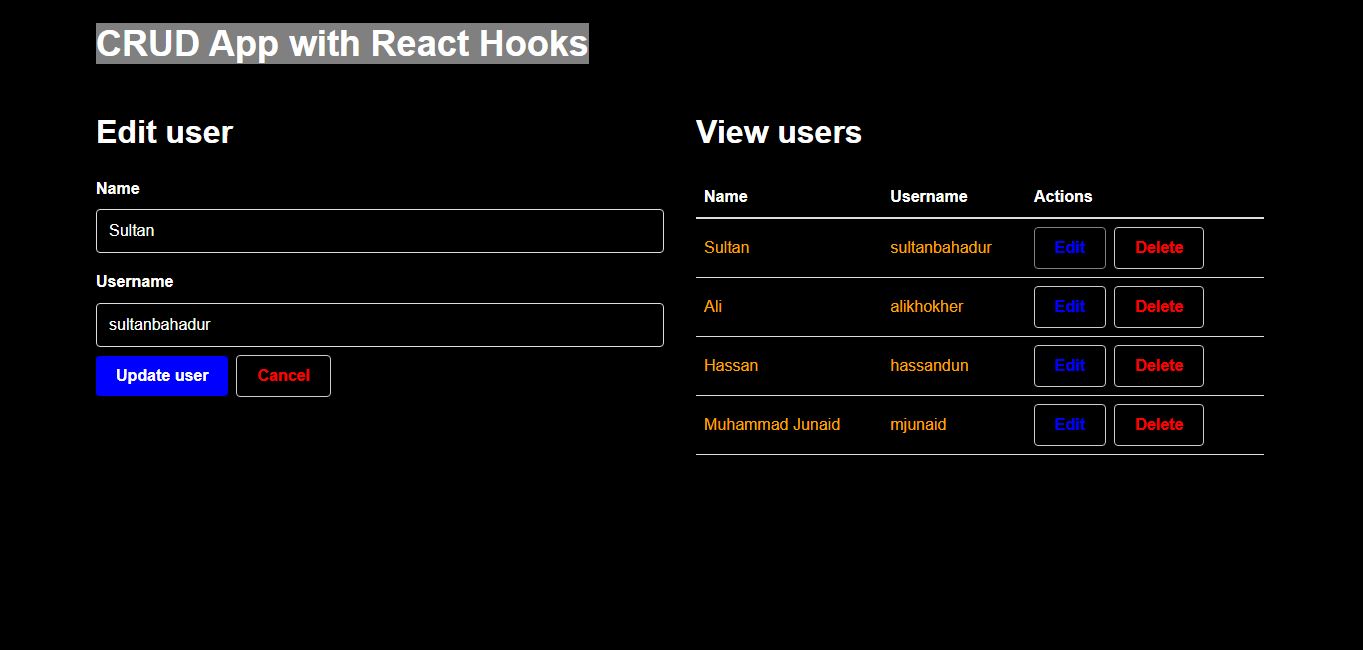 CRUD App with React Hooks
Edit user
Name
Sultan
Username
sultanbahadur
Update user Cancel
View users
Name Username Actions
Sultan sultanbahadur Edit Delete
Ali alikhokher Edit Delete
Hassan hassandun Edit Delete
Muhammad Junaid mjunaid Edit Delete